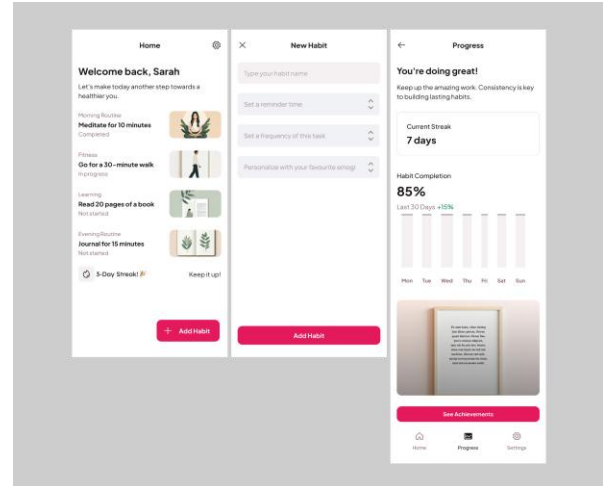 Home
Welcome back, Sarah
Let's make today another step towards a
healthier you.
Morning Routine
Meditate for 10 minutes
Completed
Fitness
Go for a 30-minute walk
In progress
Learning
Read 20 pages of a book
Not started
Evening Routine
Journal for 15 minutes
Not started
3-Day Streak! Keep it up!
+ Add Habit
New Habit
Type your habit name
Set a reminder time
Set a frequency of this task
Personalize with your favourite emogi
Add Habit
Progress
You're doing great!
Keep up the amazing work. Consistency is key
to building lasting habits.
Current Streak
7 days
Habit Completion
85%
Last 30 Days +15%
Mon Tue Wed Thu Fri Sat Sun
See Achievements
Home Progress Settings